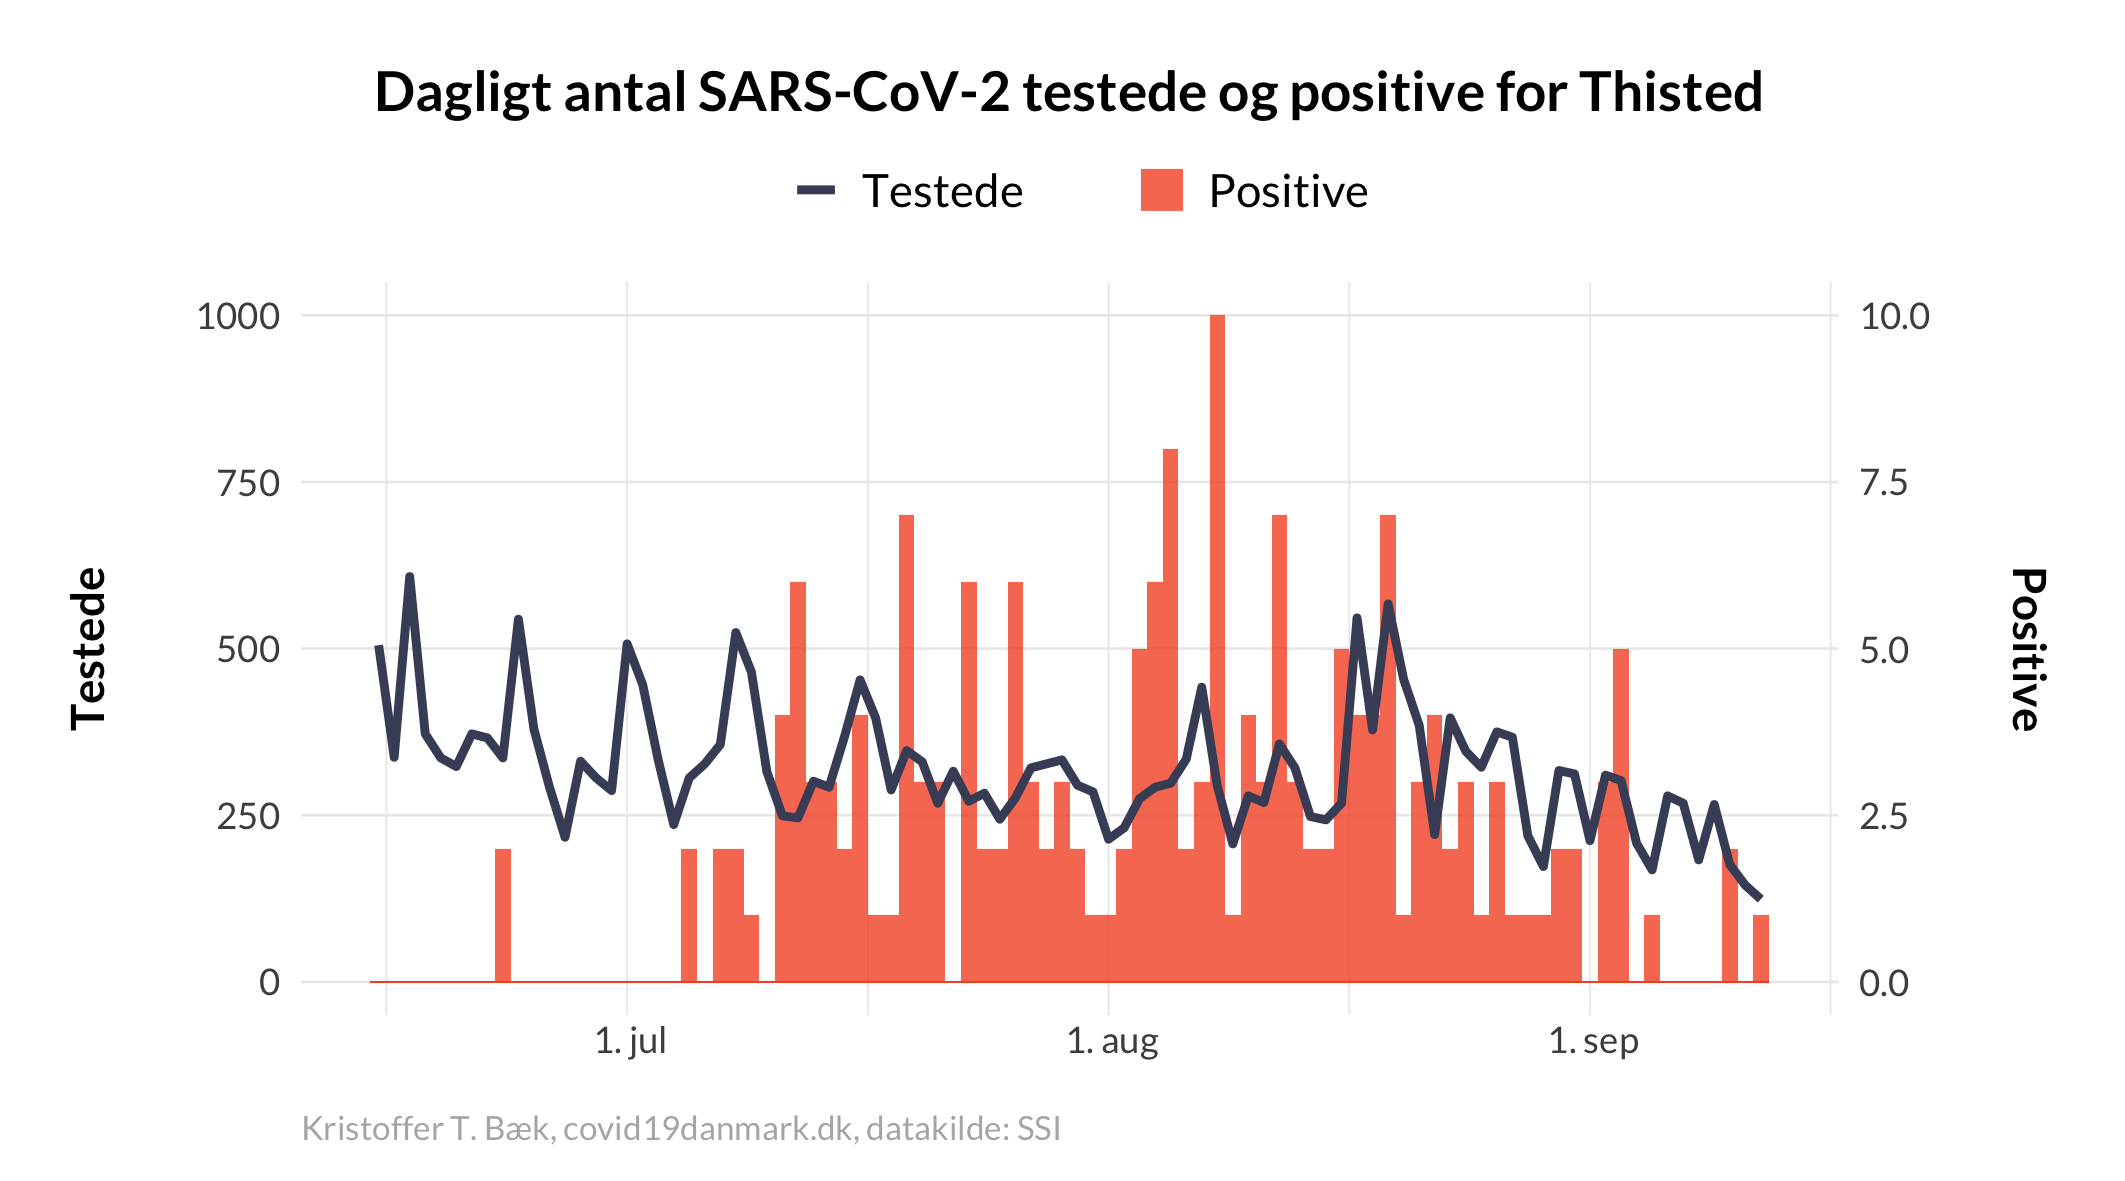 Dagligt antal SARS-CoV-2 testede og positive for Thisted
Testede
Positive
1000
750
500
250
0
10.0
7.5
5.0
2.5
0.0
Testede
Positive
1. jul
1. aug
1. sep
Kristoffer T. Bæk, covid19danmark.dk, datakilde: SSI